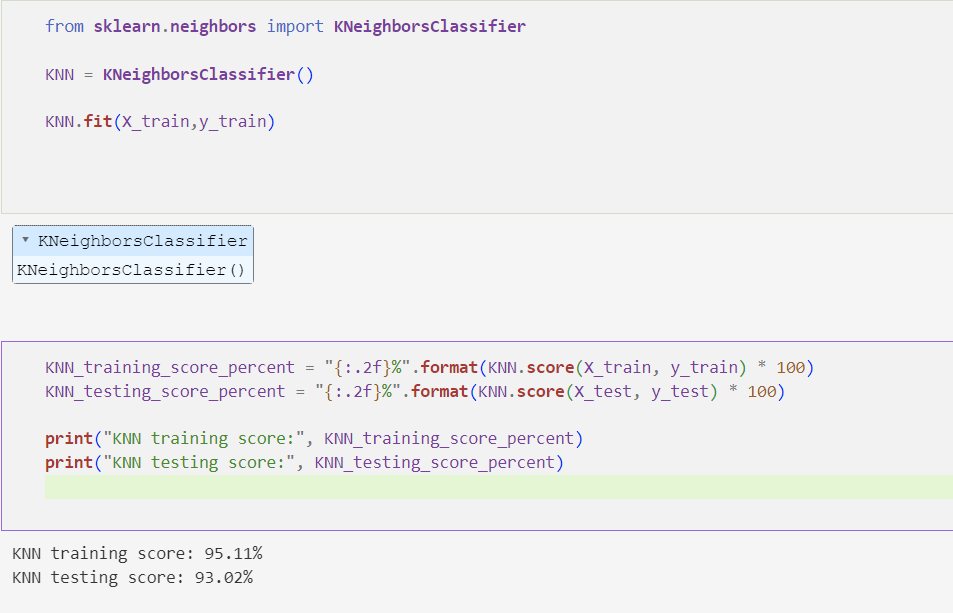 from sklearn.neighbors import KNeighborsClassifier
KNN = KNeighborsClassifier()
KNN.fit(X_train,y_train)
▾ KNeighborsClassifier
KNeighborsClassifier()
KNN_training_score_percent = "{:.2f}%".format(KNN.score(X_train, y_train) * 100)
KNN_testing_score_percent = "{:.2f}%".format(KNN.score(X_test, y_test) * 100)
print("KNN training score:", KNN_training_score_percent)
print("KNN testing score:", KNN_testing_score_percent)
KNN training score: 95.11%
KNN testing score: 93.02%